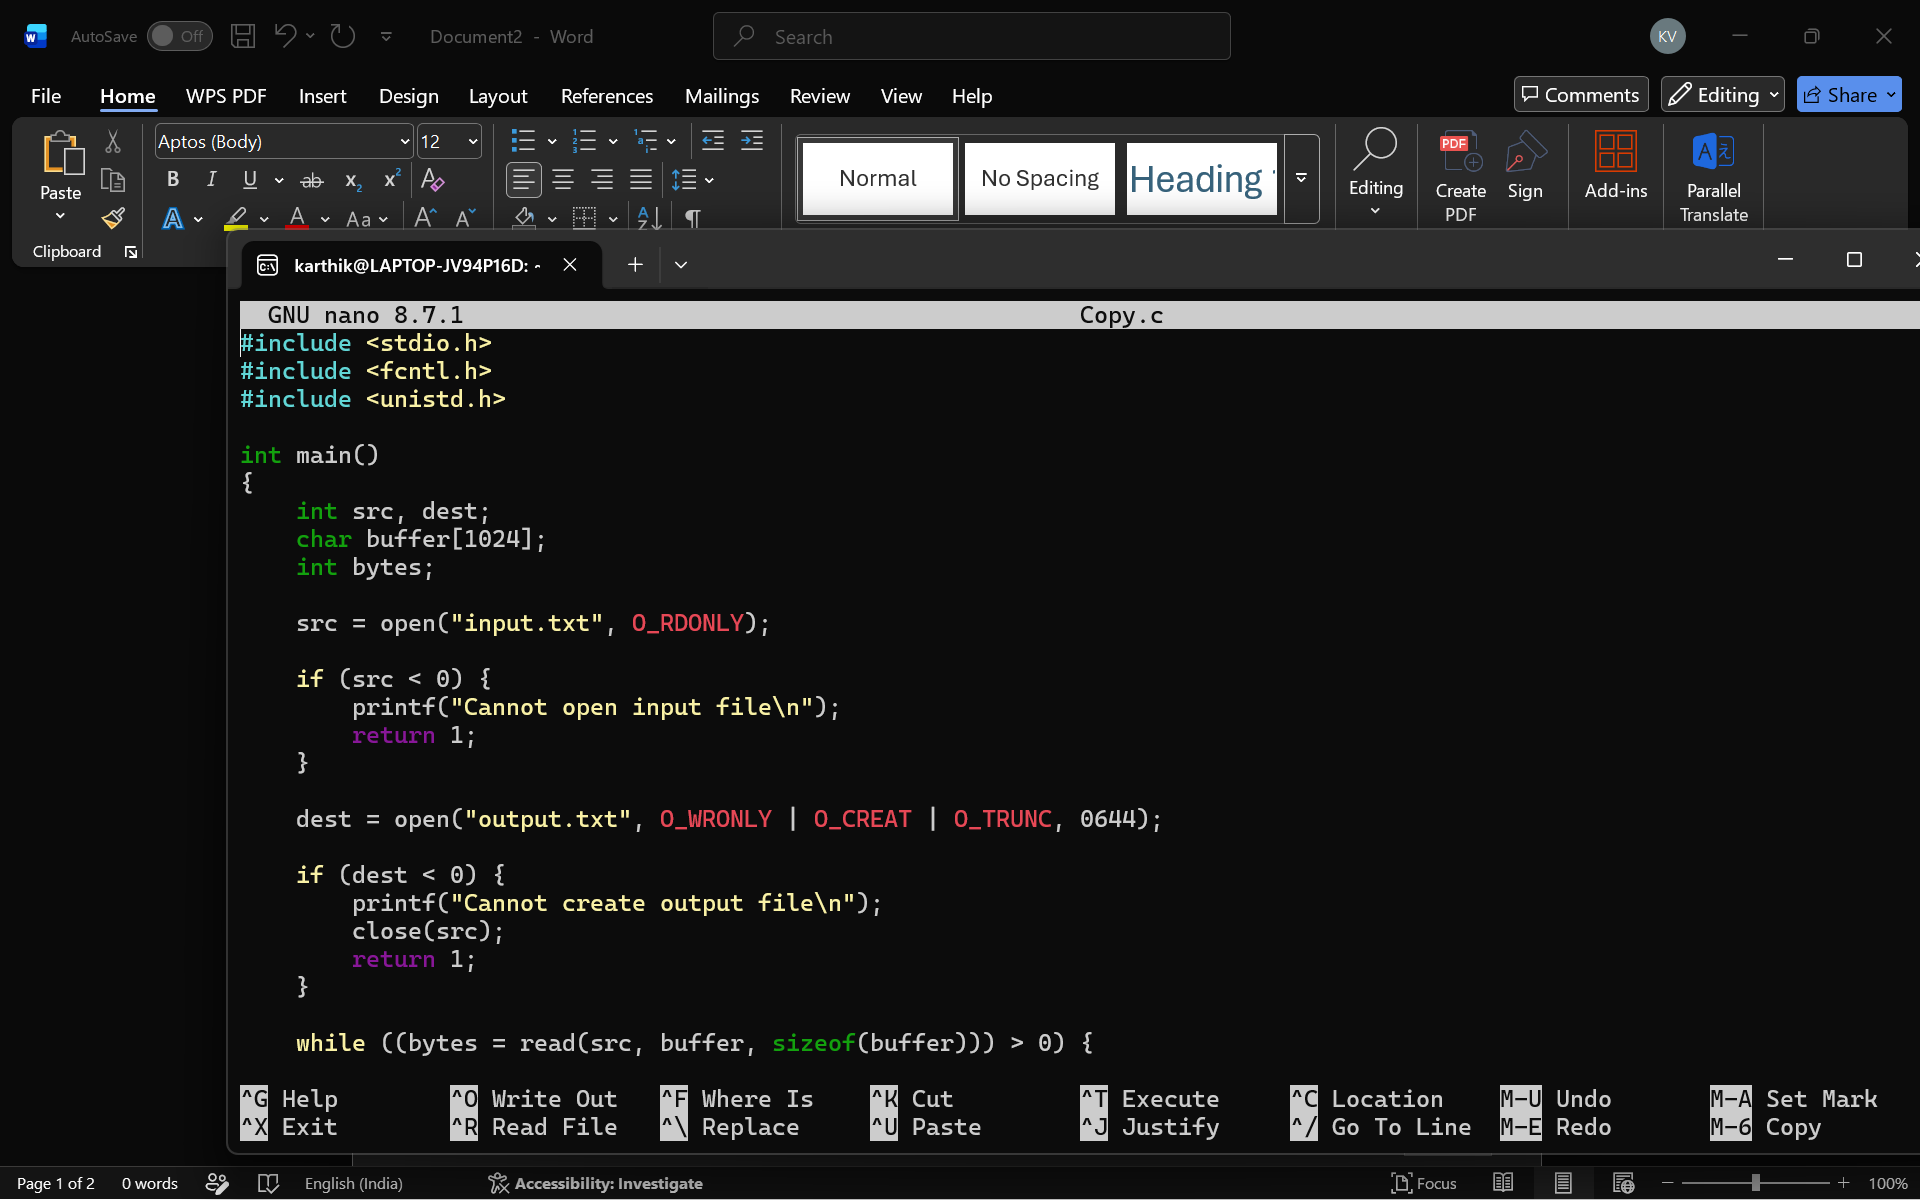 AutoSave Off Document2 - Word Search KV
File Home WPS PDF Insert Design Layout References Mailings Review View Help Comments Editing Share
Aptos (Body) 12
Paste
Clipboard
Normal No Spacing Heading
Editing
Create PDF
Sign
Add-ins
Parallel Translate
karthik@LAPTOP-JV94P16D: ~
GNU nano 8.7.1 Copy.c
#include <stdio.h>
#include <fcntl.h>
#include <unistd.h>
int main()
{
    int src, dest;
    char buffer[1024];
    int bytes;
    src = open("input.txt", O_RDONLY);
    if (src < 0) {
        printf("Cannot open input file\n");
        return 1;
    }
    dest = open("output.txt", O_WRONLY | O_CREAT | O_TRUNC, 0644);
    if (dest < 0) {
        printf("Cannot create output file\n");
        close(src);
        return 1;
    }
    while ((bytes = read(src, buffer, sizeof(buffer))) > 0) {
^G Help ^O Write Out ^F Where Is ^K Cut ^T Execute ^C Location M-U Undo M-A Set Mark
^X Exit ^R Read File ^\ Replace ^U Paste ^J Justify ^/ Go To Line M-E Redo M-6 Copy
Page 1 of 2 0 words English (India) Accessibility: Investigate Focus 100%